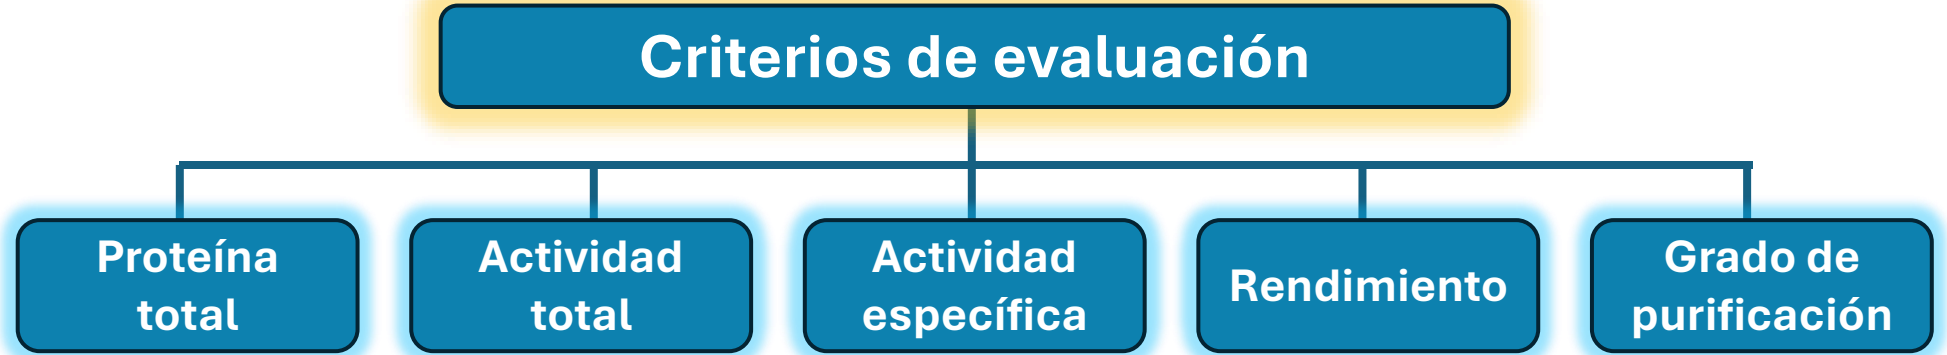 Criterios de evaluación
Proteína
total
Actividad
total
Actividad
específica
Rendimiento
Grado de
purificación